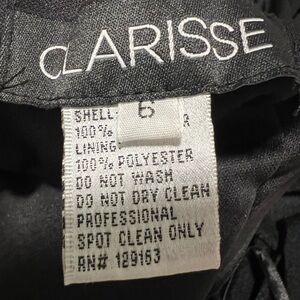 CLARISSE
6
SHELL
100%
LINING
100% POLYESTER
DO NOT WASH
DO NOT DRY CLEAN
PROFESSIONAL
SPOT CLEAN ONLY
RN# 129163